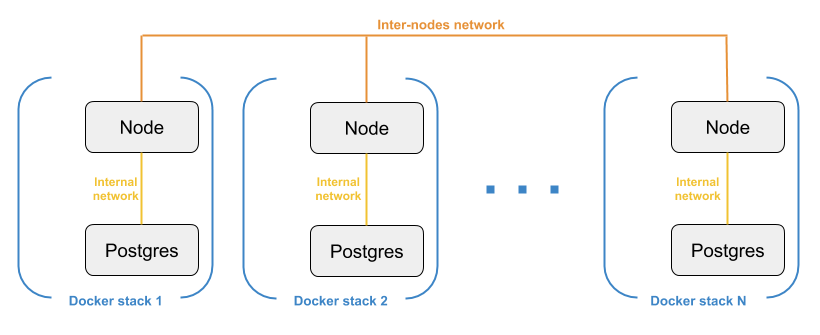 Inter-nodes network
Node
Node
Node
Internal
network
Internal
network
Internal
network
Postgres
Postgres
Postgres
Docker stack 1
Docker stack 2
Docker stack N